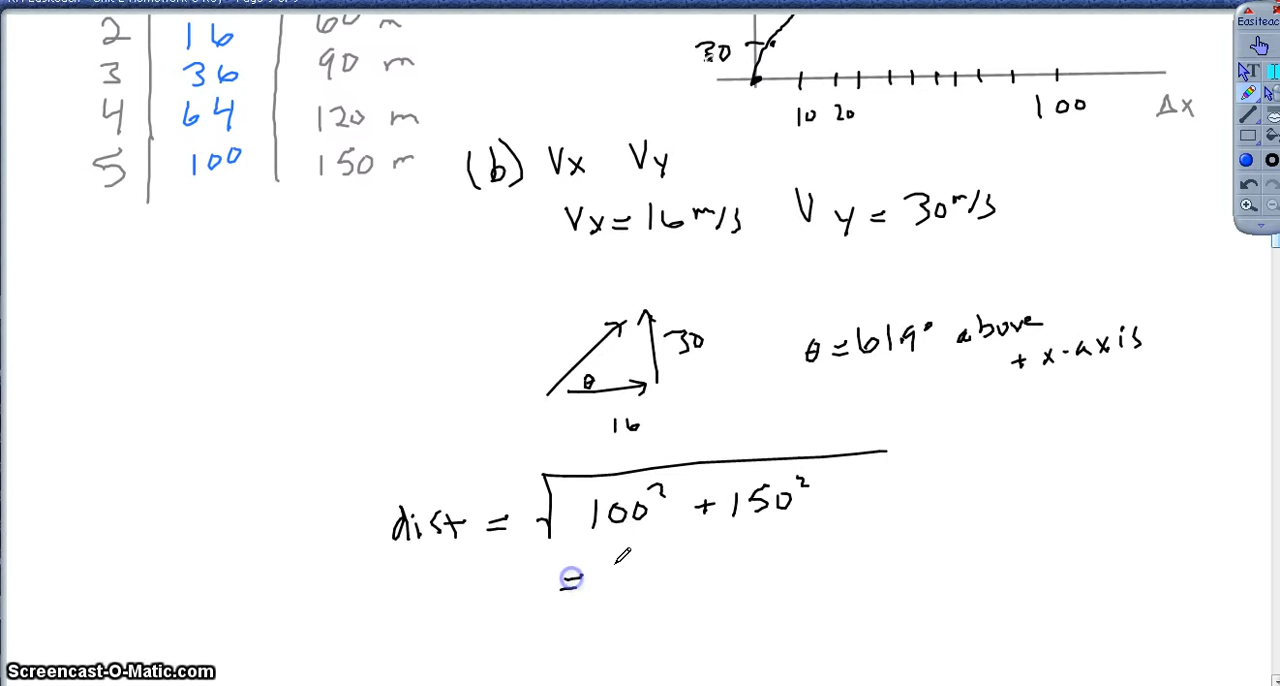 2 16 60 m
3 36 90 m
4 64 120 m
5 100 150 m
30
10 20 100 Δx
(b) Vx Vy
Vx = 16 m/s Vy = 30 m/s
30
θ
16
θ = 61.9° above
+ x-axis
dist = √100² + 150²
=
Easiteac
Screencast-O-Matic.com